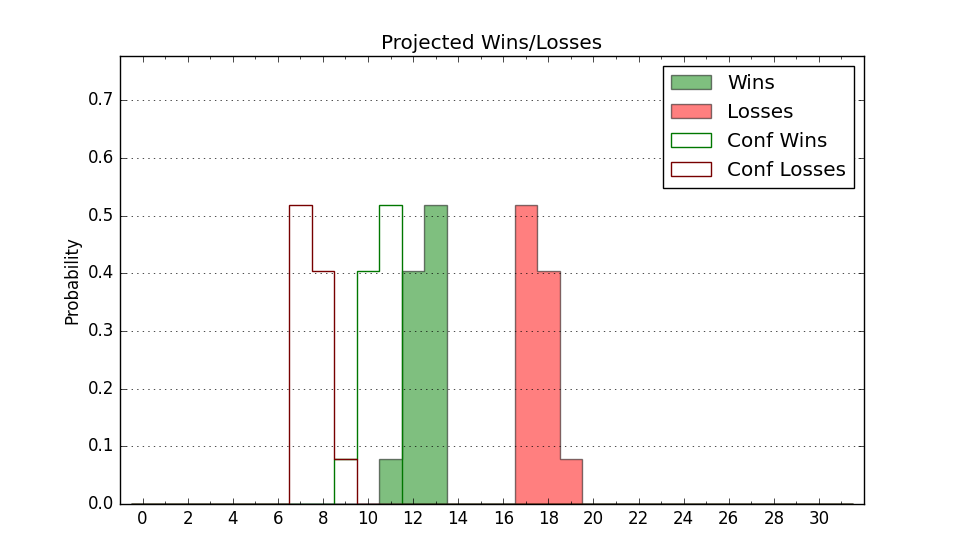 Projected Wins/Losses
Wins
Losses
Conf Wins
Conf Losses
Probability
0.7
0.6
0.5
0.4
0.3
0.2
0.1
0.0
0 2 4 6 8 10 12 14 16 18 20 22 24 26 28 30